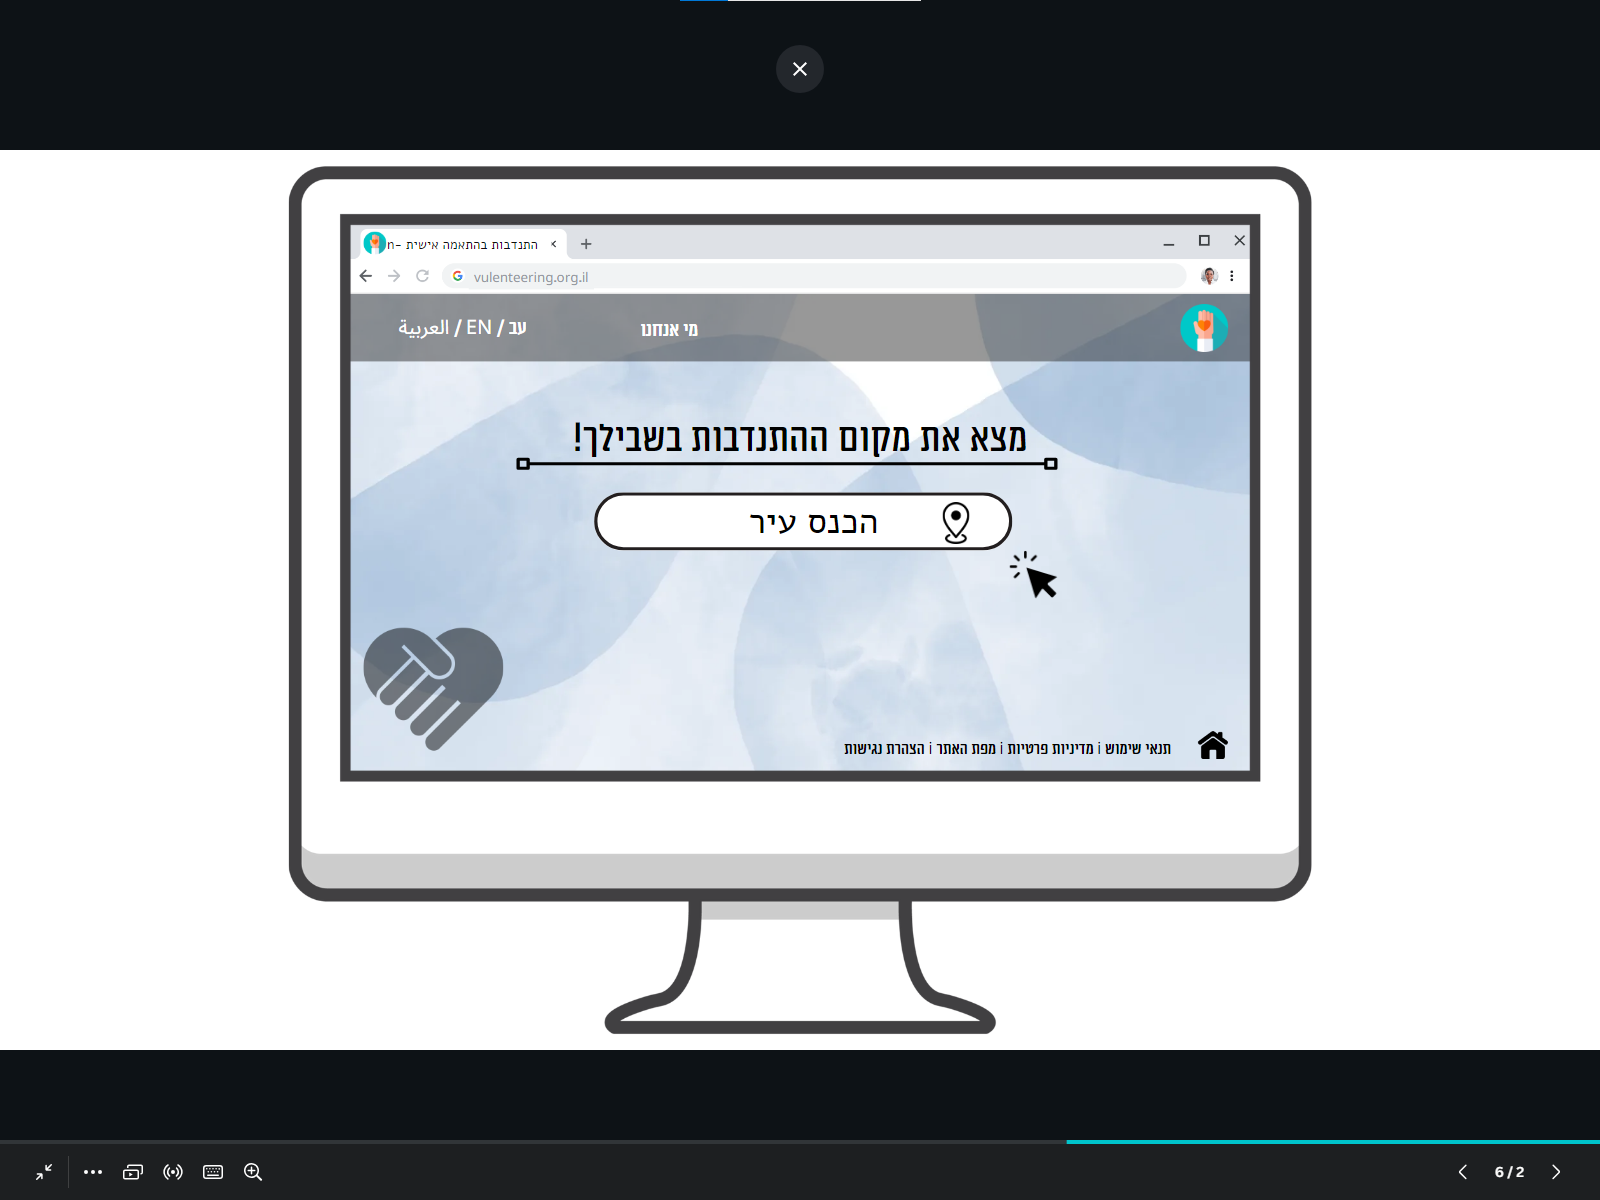 התנדבות בהתאמה אישית -n
vulenteering.org.il
מי אנחנו
עב / EN / العربية
מצא את מקום ההתנדבות בשבילך!
הכנס עיר
תנאי שימוש | מדיניות פרטיות | מפת האתר | הצהרת נגישות
6 / 2